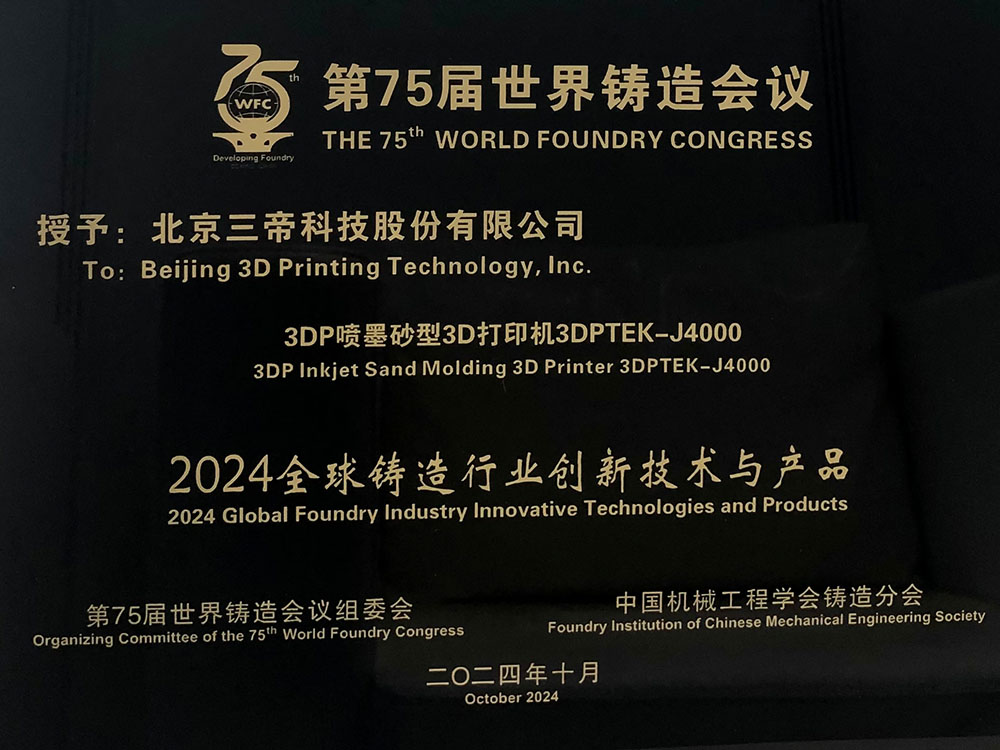 75th
WFC
Developing Foundry
第75届世界铸造会议
THE 75th WORLD FOUNDRY CONGRESS
授予：北京三帝科技股份有限公司
To: Beijing 3D Printing Technology, Inc.
3DP喷墨砂型3D打印机3DPTEK-J4000
3DP Inkjet Sand Molding 3D Printer 3DPTEK-J4000
2024全球铸造行业创新技术与产品
2024 Global Foundry Industry Innovative Technologies and Products
第75届世界铸造会议组委会
Organizing Committee of the 75th World Foundry Congress
中国机械工程学会铸造分会
Foundry Institution of Chinese Mechanical Engineering Society
二〇二四年十月
October 2024